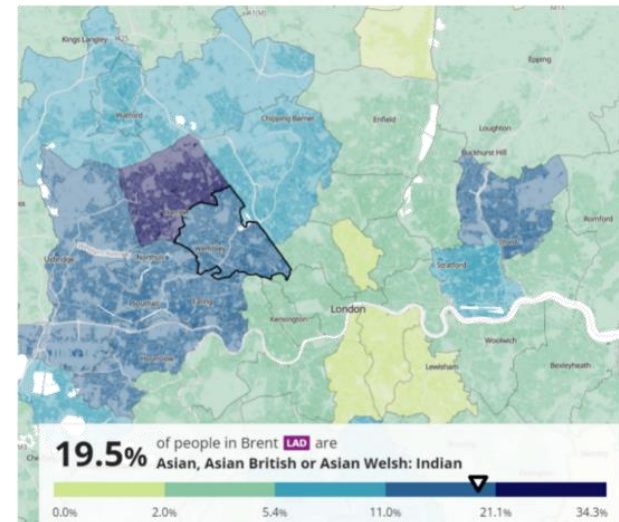 Kings Langley
Epping
Watford
Chipping Barnet
Enfield
Loughton
Buckhurst Hill
Romford
Wembley
Uxbridge
Northolt
Stratford
Ealing
London
Kensington
Woolwich
Hounslow
Lewisham
Bexleyheath
19.5% of people in Brent LAD are
Asian, Asian British or Asian Welsh: Indian
0.0% 2.0% 5.4% 11.0% 21.1% 34.3%